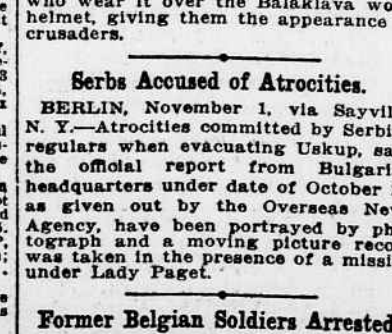 who wear it over the Balaklava wo
helmet, giving them the appearance
crusaders.
Serbs Accused of Atrocities.
BERLIN, November 1, via Sayvil
N. Y.—Atrocities committed by Serbi
regulars when evacuating Uskup, sa
the official report from Bulgari
headquarters under date of October
as given out by the Overseas Ne
Agency, have been portrayed by ph
tograph and a moving picture reco
was taken in the presence of a missi
under Lady Paget.
Former Belgian Soldiers Arrested